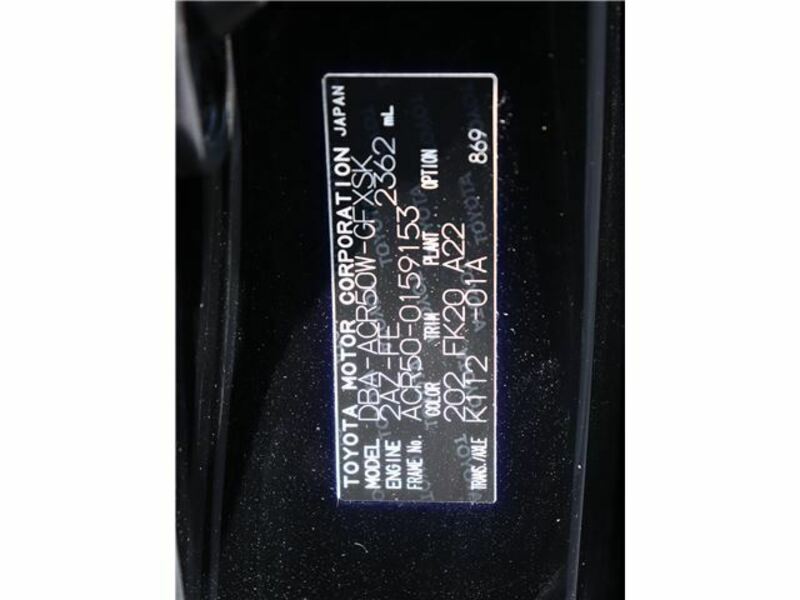 TOYOTA MOTOR CORPORATION JAPAN
MODEL DBA-ACR50W-GFXSK
ENGINE 2AZ-FE 2362 mL
FRAME No. ACR50-0159153
COLOR TRIM PLANT OPTION
202 FK20 A22
TRANS./AXLE K112 -01A 869